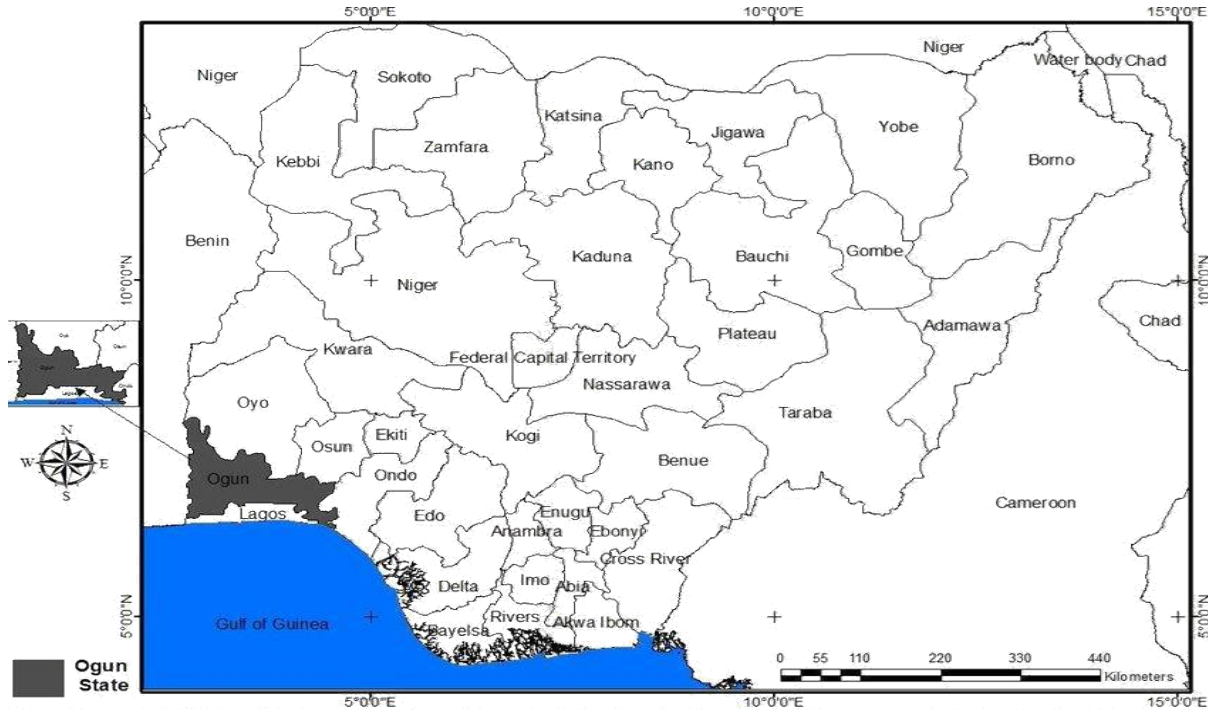 5°0'0"E
10°0'0"E
15°0'0"E
Niger
Sokoto
Niger
Water body
Chad
Katsina
Jigawa
Yobe
Zamfara
Kebbi
Kano
Borno
Benin
Kaduna
Bauchi
Gombe
Niger
10°0'0"N
10°0'0"N
Chad
Plateau
Adamawa
Kwara
Federal Capital Territory
Nassarawa
Ogun
Lagos
Oyo
Taraba
N
W
E
S
Osun
Ekiti
Kogi
Benue
Ogun
Ondo
Cameroon
Lagos
Edo
Enugu
Anambra
Ebonyi
Cross River
Imo
Abia
Delta
5°0'0"N
5°0'0"N
Gulf of Guinea
Bayelsa
Rivers
Akwa Ibom
Ogun
State
0 55 110 220 330 440
Kilometers
5°0'0"E
10°0'0"E
15°0'0"E